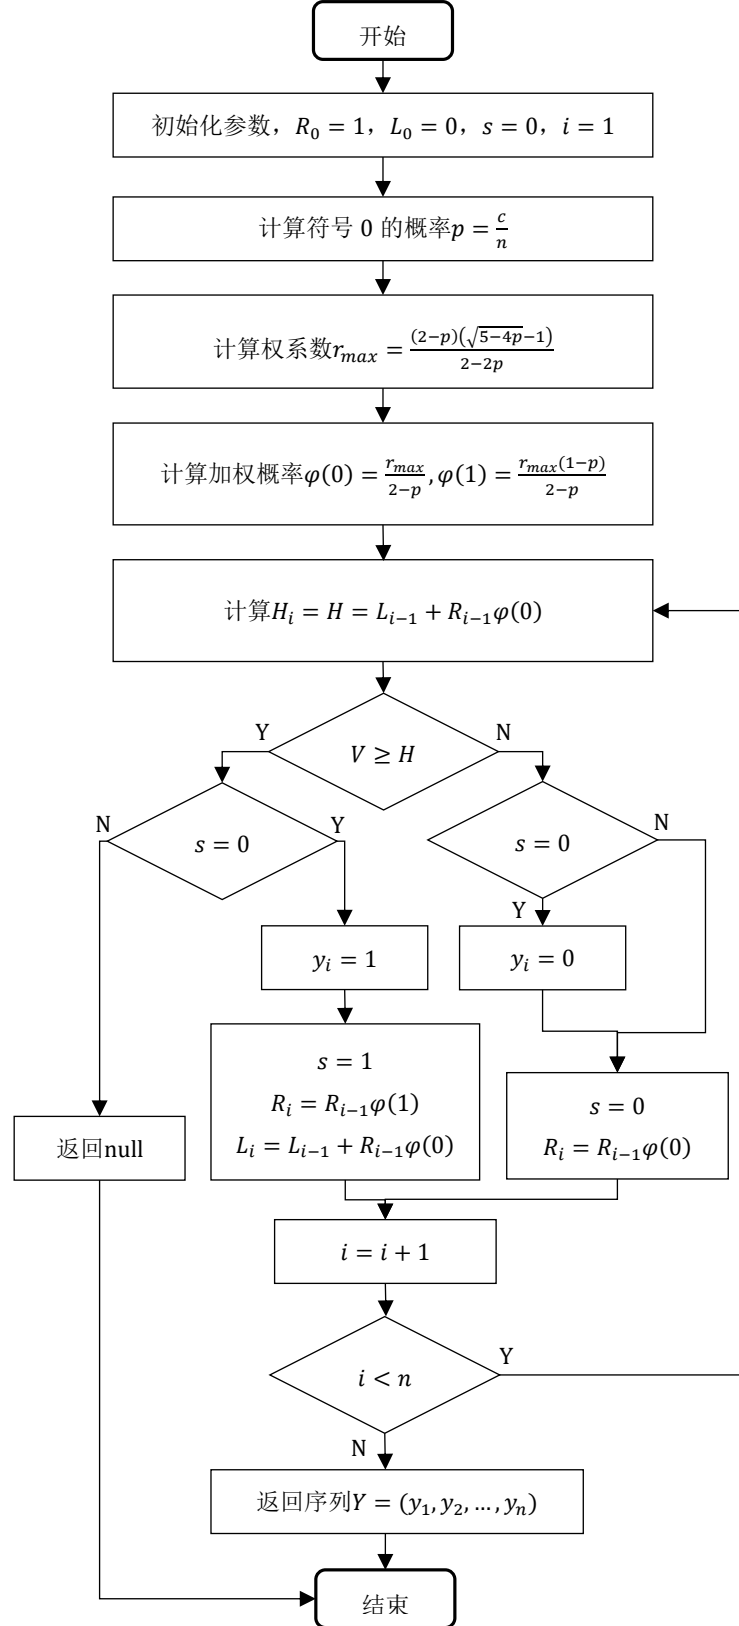 开始
初始化参数，R₀ = 1，L₀ = 0，s = 0，i = 1
计算符号 0 的概率p = c/n
计算权系数r_max = (2−p)(√(5−4p)−1)/(2−2p)
计算加权概率φ(0) = r_max/(2−p), φ(1) = r_max(1−p)/(2−p)
计算H_i = H = L_{i−1} + R_{i−1}φ(0)
Y
N
V ≥ H
N
s = 0
Y
s = 0
N
Y
y_i = 1
y_i = 0
s = 1
R_i = R_{i−1}φ(1)
L_i = L_{i−1} + R_{i−1}φ(0)
s = 0
R_i = R_{i−1}φ(0)
返回null
i = i + 1
i < n
Y
N
返回序列Y = (y₁, y₂, …, y_n)
结束